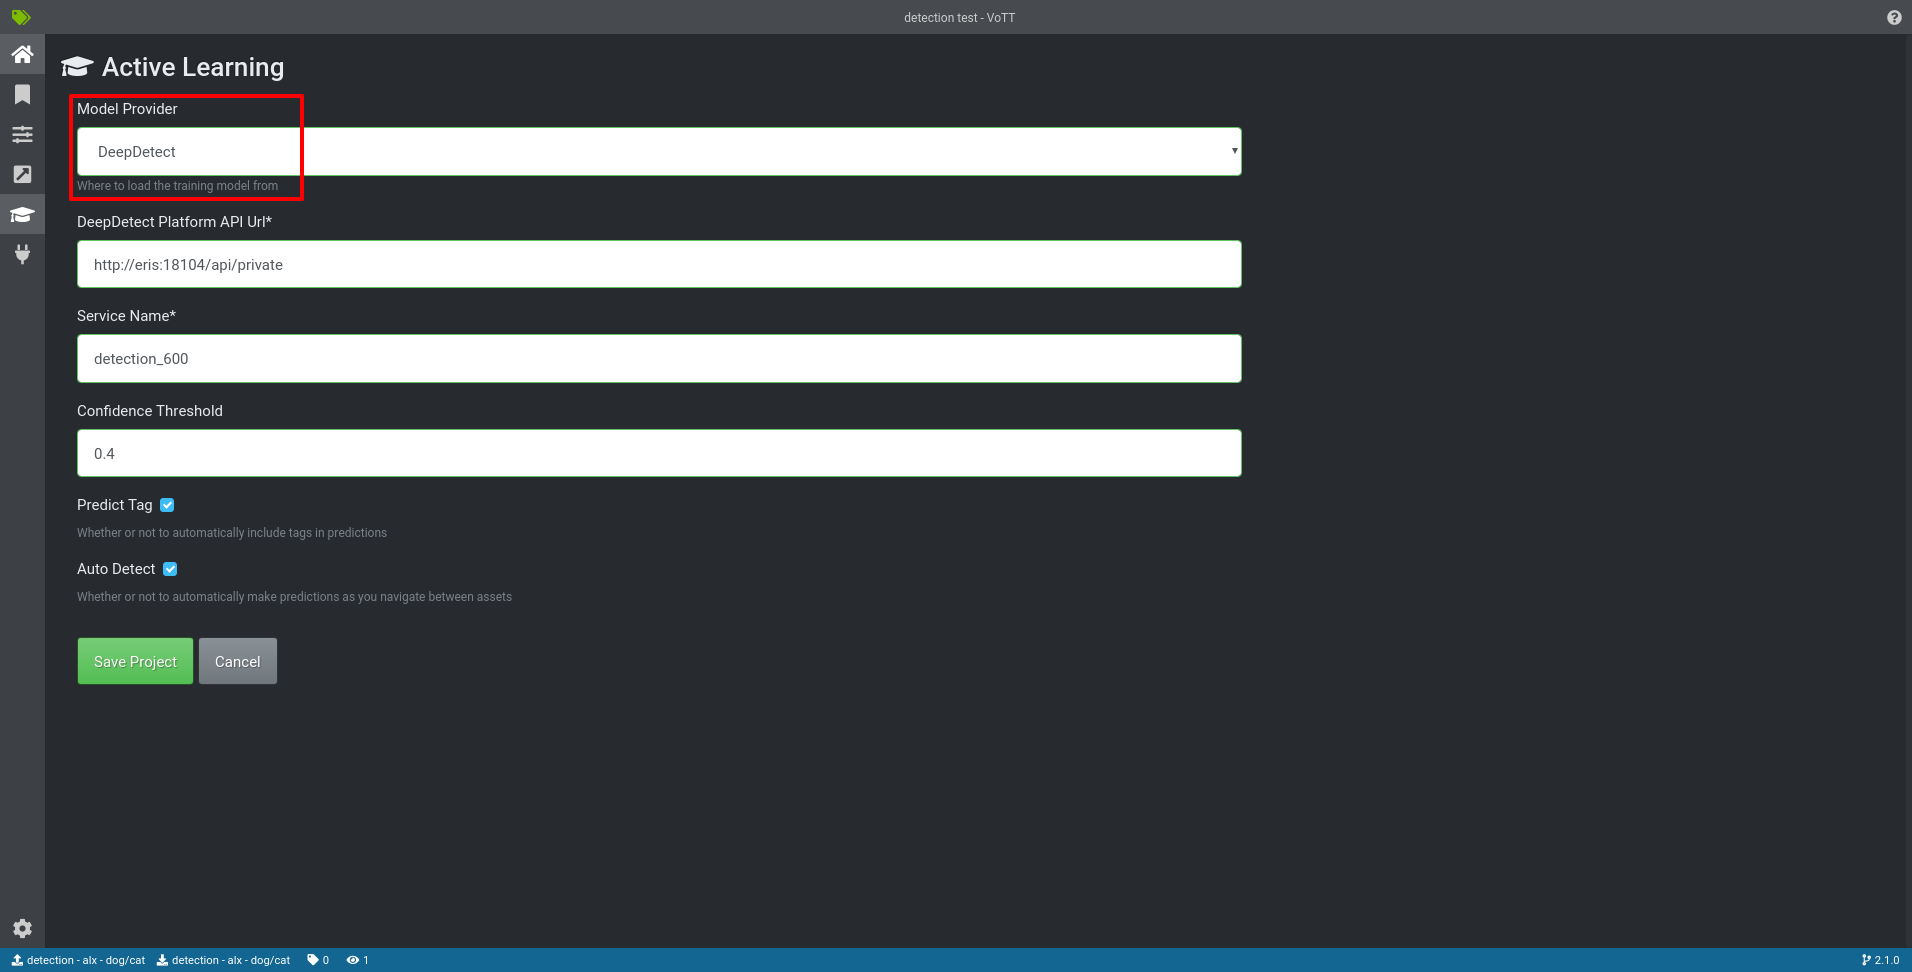 detection test - VoTT
Active Learning
Model Provider
DeepDetect
Where to load the training model from
DeepDetect Platform API Url*
http://eris:18104/api/private
Service Name*
detection_600
Confidence Threshold
0.4
Predict Tag
Whether or not to automatically include tags in predictions
Auto Detect
Whether or not to automatically make predictions as you navigate between assets
Save Project Cancel
detection - alx - dog/cat detection - alx - dog/cat 0 1 2.1.0